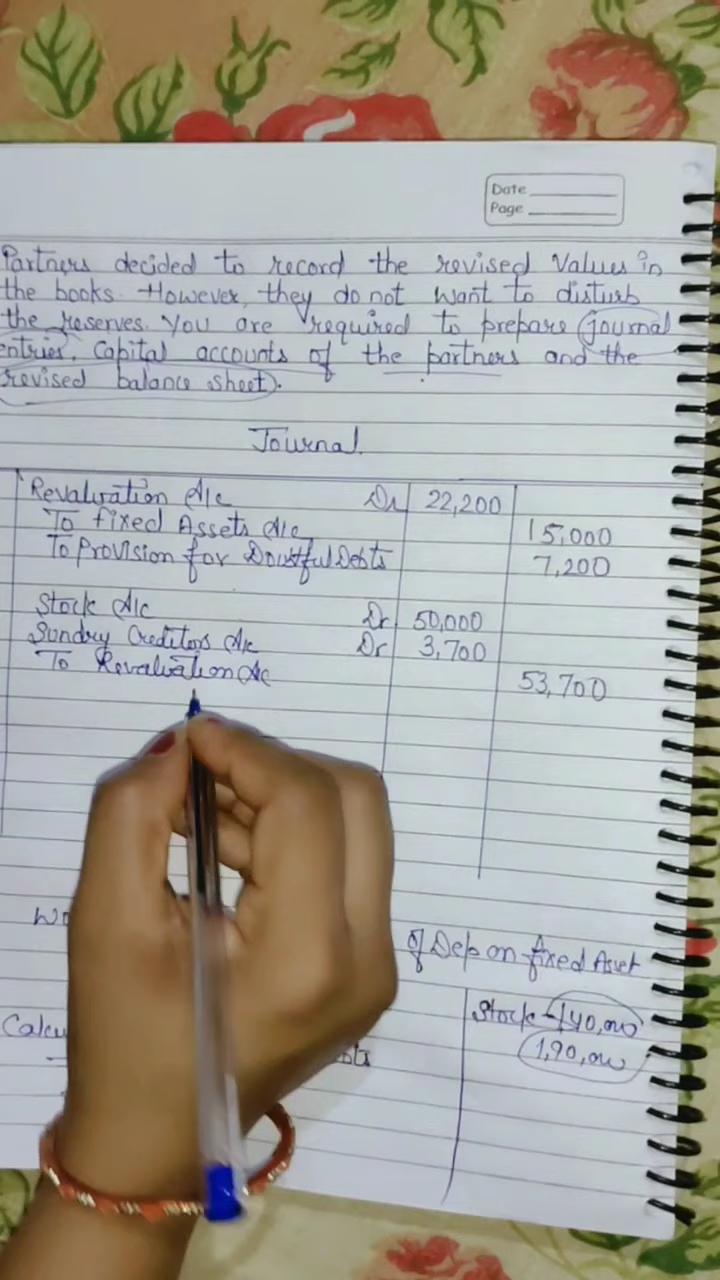 Date
Page
Partners decided to record the revised values in
the books. However, they do not want to disturb
the reserves. You are required to prepare journal
entries, capital accounts of the partners and the
revised balance sheet.
Journal
Revaluation A/c Dr 22,200
To fixed Assets A/c 15,000
To Provision for Doubtful Debts 7,200
Stock A/c Dr 50,000
Sundry Creditors A/c Dr 3,700
To Revaluation A/c 53,700
of Dep on fixed Asset
Stock - 140,000
1,90,000